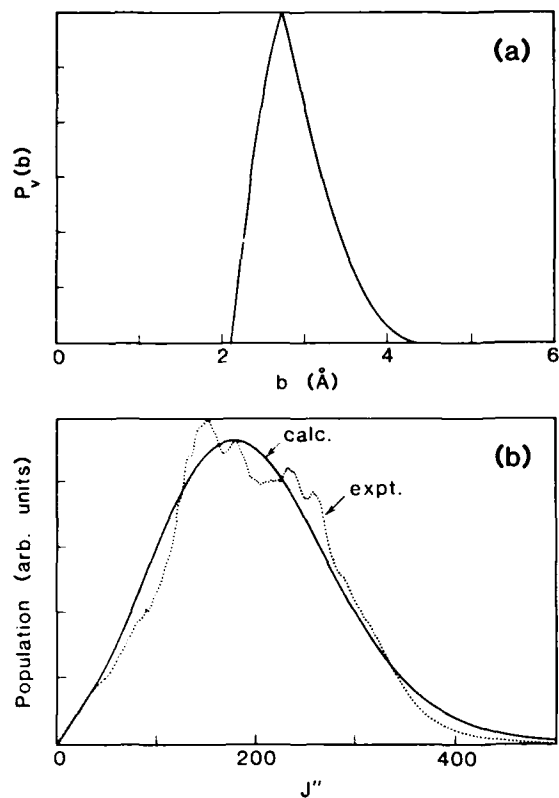 (a)
P_v(b)
0 2 4 6
b (Å)
(b)
calc.
expt.
Population (arb. units)
0 200 400
J''